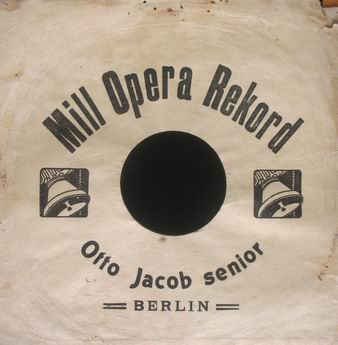 Mill Opera Rekord
Otto Jacob senior
BERLIN